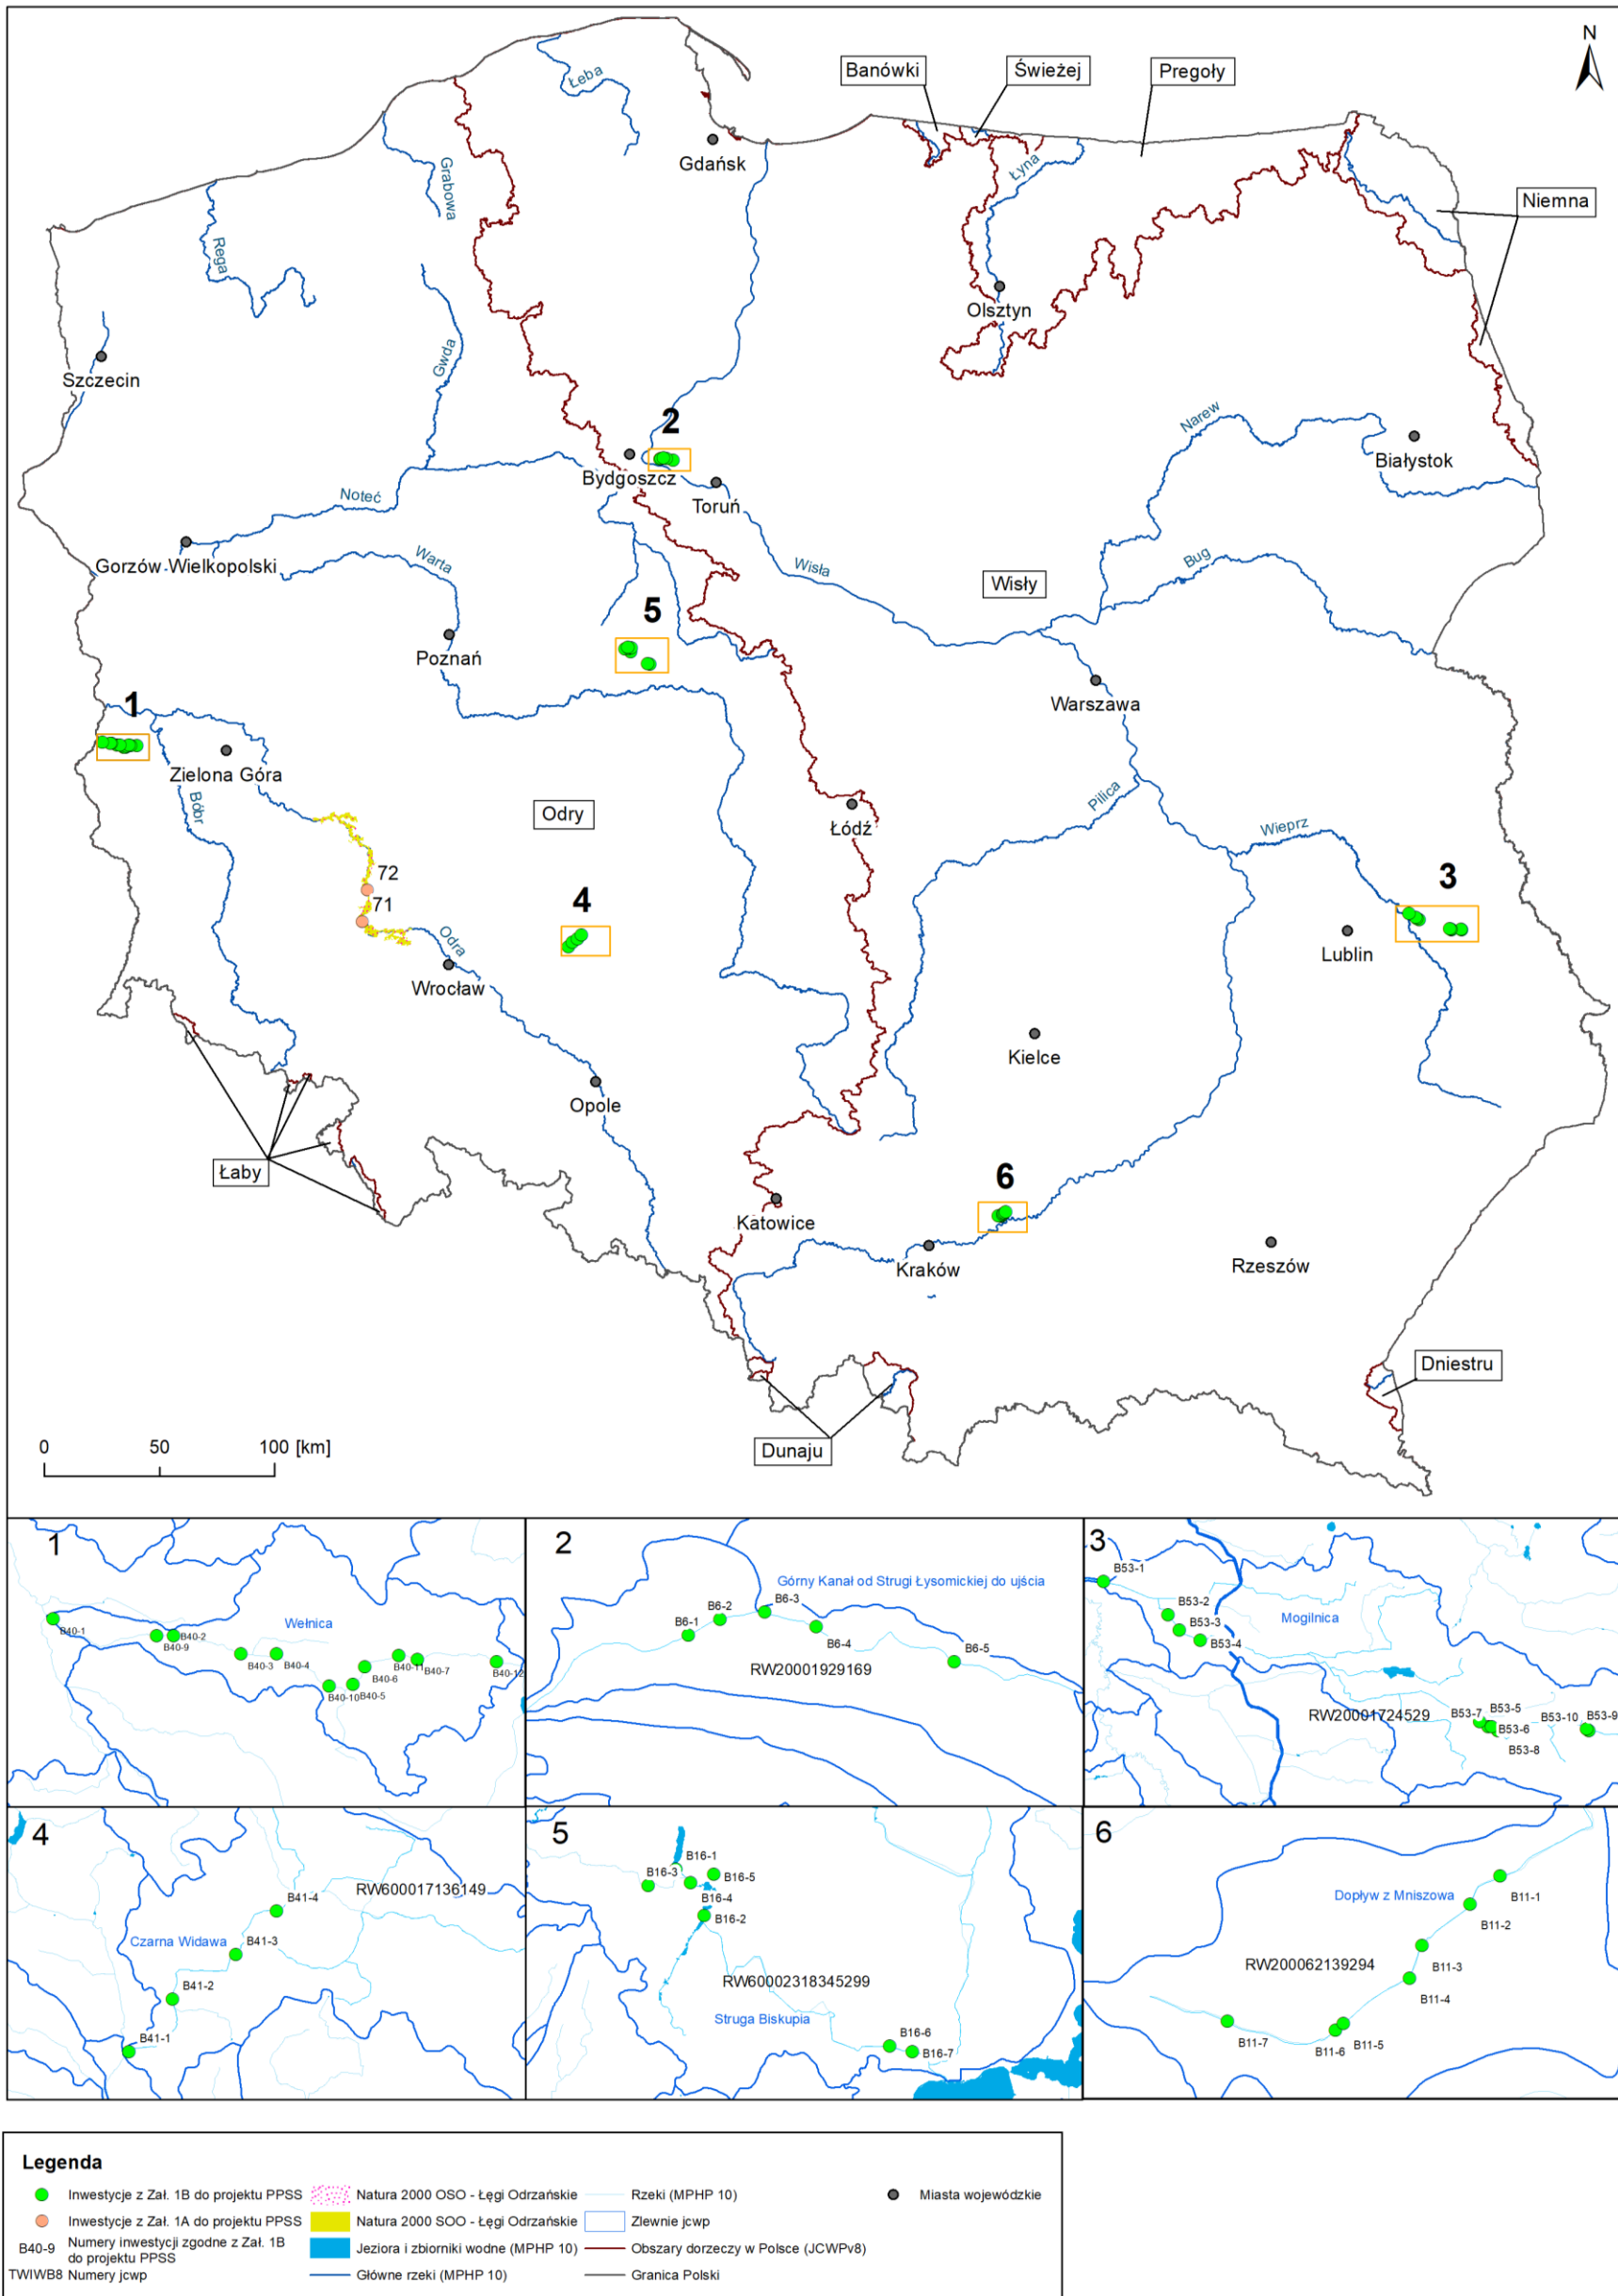 N
Banówki
Świeżej
Pregoły
Łeba
Gdańsk
Łyna
Grabowa
Niemna
Rega
Olsztyn
Gwda
Szczecin
2
Narew
Białystok
Bydgoszcz
Toruń
Noteć
Gorzów Wielkopolski
Warta
Wisła
Wisły
Bug
5
Poznań
Warszawa
1
Zielona Góra
Bóbr
Odry
Łódź
Pilica
Wieprz
72
71
4
3
Odra
Wrocław
Lublin
Kielce
Opole
Łaby
6
Katowice
Kraków
Rzeszów
Dniestru
Dunaju
0 50 100 [km]
1
Wełnica
B40-1
B40-9
B40-2
B40-3
B40-4
B40-10
B40-5
B40-6
B40-11
B40-7
B40-12
2
Górny Kanał od Strugi Łysomickiej do ujścia
B6-1
B6-2
B6-3
B6-4
B6-5
RW20001929169
3
B53-1
B53-2
B53-3
B53-4
Mogilnica
RW20001724529
B53-7
B53-5
B53-6
B53-8
B53-10
B53-9
4
RW600017136149
B41-4
Czarna Widawa
B41-3
B41-2
B41-1
5
B16-1
B16-3
B16-5
B16-4
B16-2
RW60002318345299
Struga Biskupia
B16-6
B16-7
6
Dopływ z Mniszowa
B11-1
B11-2
RW200062139294
B11-3
B11-4
B11-7
B11-6
B11-5
Legenda
Inwestycje z Zał. 1B do projektu PPSS
Inwestycje z Zał. 1A do projektu PPSS
B40-9 Numery inwestycji zgodne z Zał. 1B
do projektu PPSS
TWIWB8 Numery jcwp
Natura 2000 OSO - Łęgi Odrzańskie
Natura 2000 SOO - Łęgi Odrzańskie
Jeziora i zbiorniki wodne (MPHP 10)
Główne rzeki (MPHP 10)
Rzeki (MPHP 10)
Zlewnie jcwp
Obszary dorzeczy w Polsce (JCWPv8)
Granica Polski
Miasta wojewódzkie